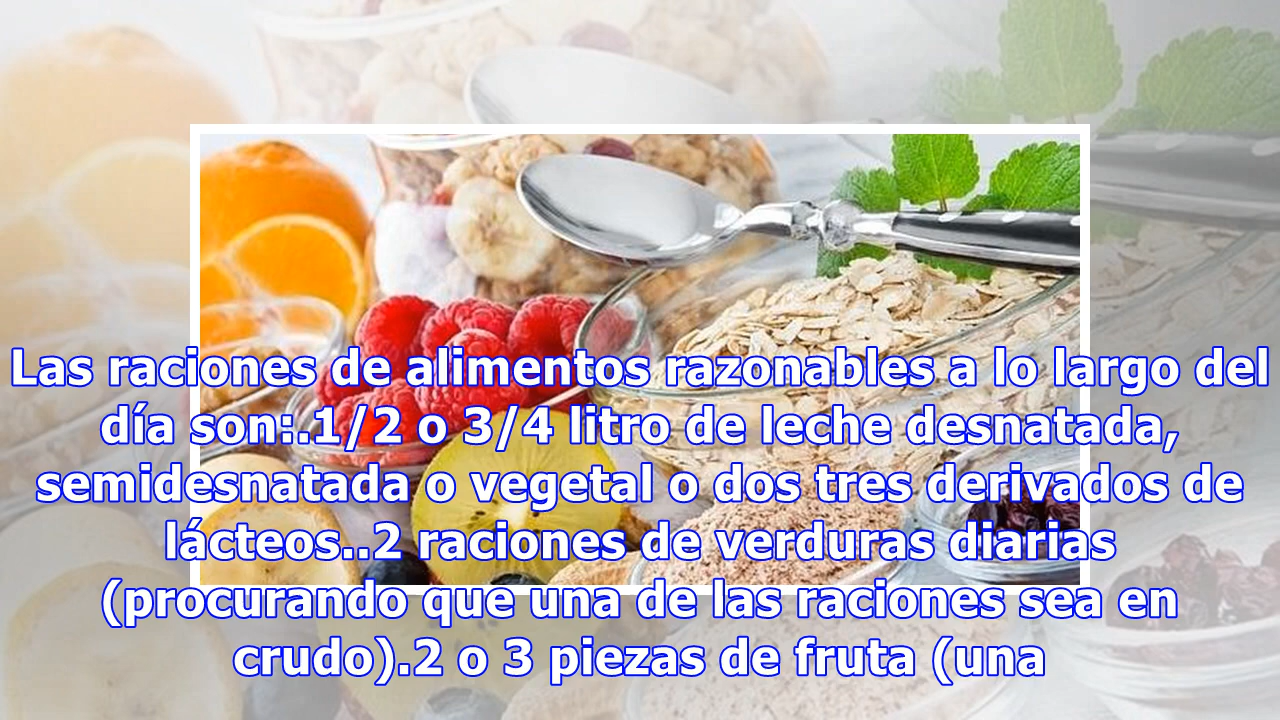 Las raciones de alimentos razonables a lo largo del
día son:.1/2 o 3/4 litro de leche desnatada,
semidesnatada o vegetal o dos tres derivados de
lácteos..2 raciones de verduras diarias
(procurando que una de las raciones sea en
crudo).2 o 3 piezas de fruta (una